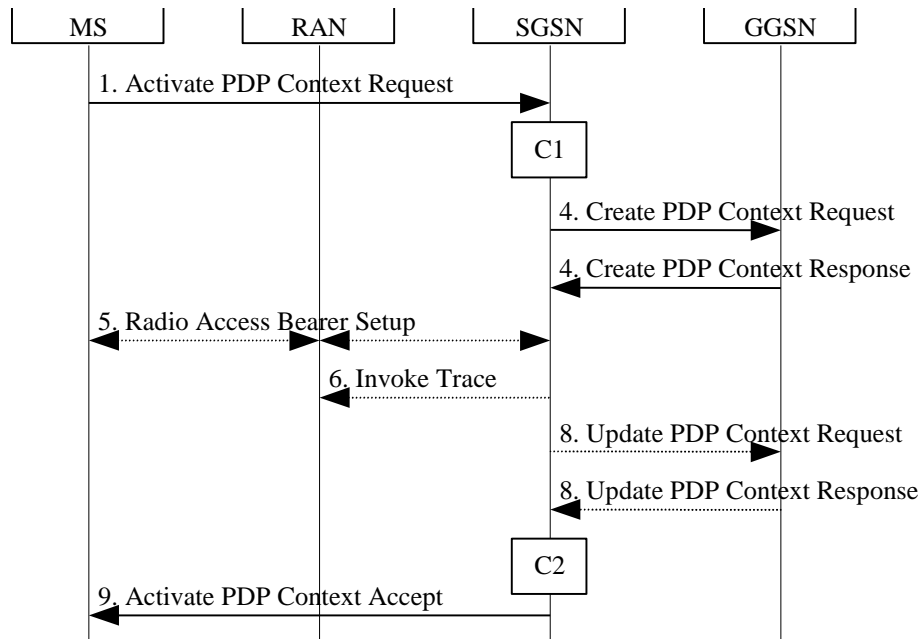 MS RAN SGSN GGSN
1. Activate PDP Context Request
C1
4. Create PDP Context Request
4. Create PDP Context Response
5. Radio Access Bearer Setup
6. Invoke Trace
8. Update PDP Context Request
8. Update PDP Context Response
C2
9. Activate PDP Context Accept